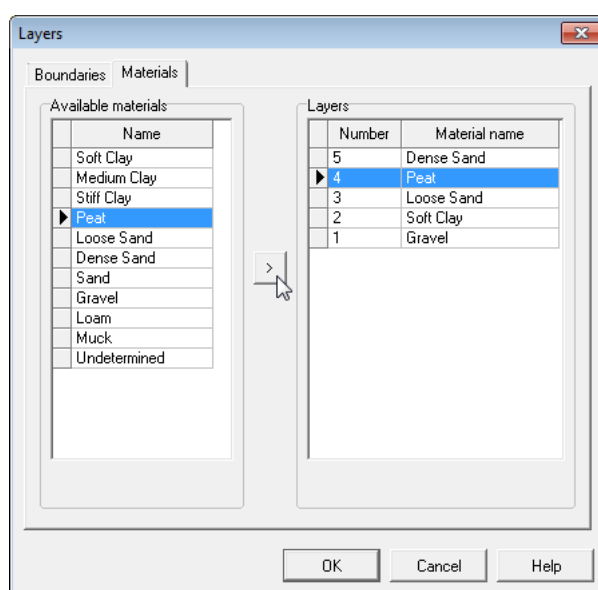 Layers
Boundaries Materials
Available materials
Name
Soft Clay
Medium Clay
Stiff Clay
Peat
Loose Sand
Dense Sand
Sand
Gravel
Loam
Muck
Undetermined
>
Layers
Number Material name
5 Dense Sand
4 Peat
3 Loose Sand
2 Soft Clay
1 Gravel
OK Cancel Help